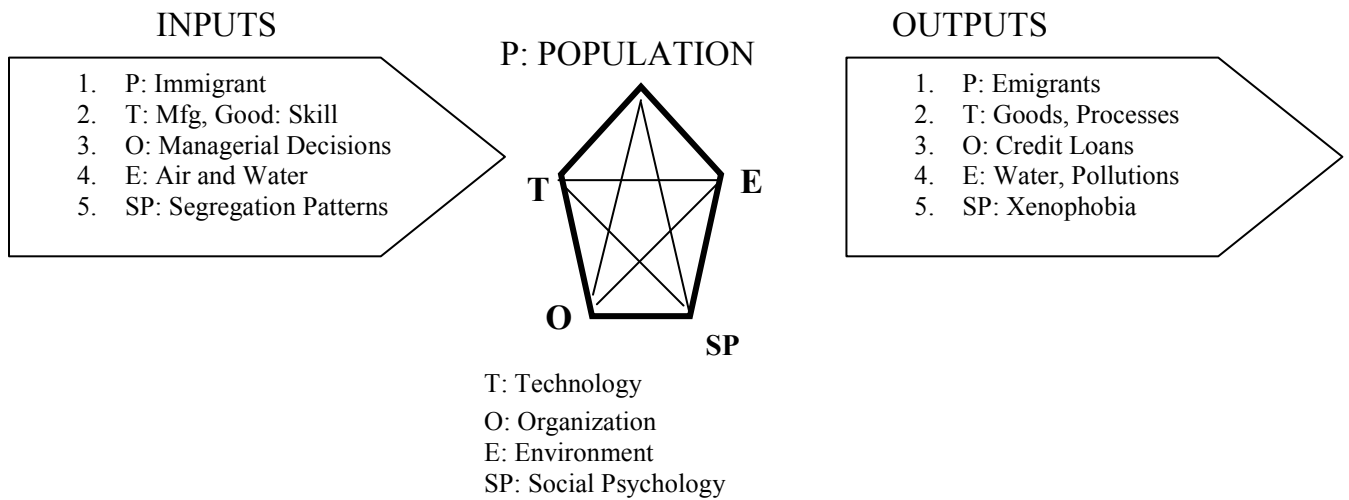 INPUTS
1. P: Immigrant
2. T: Mfg, Good: Skill
3. O: Managerial Decisions
4. E: Air and Water
5. SP: Segregation Patterns
P: POPULATION
T
E
O
SP
T: Technology
O: Organization
E: Environment
SP: Social Psychology
OUTPUTS
1. P: Emigrants
2. T: Goods, Processes
3. O: Credit Loans
4. E: Water, Pollutions
5. SP: Xenophobia